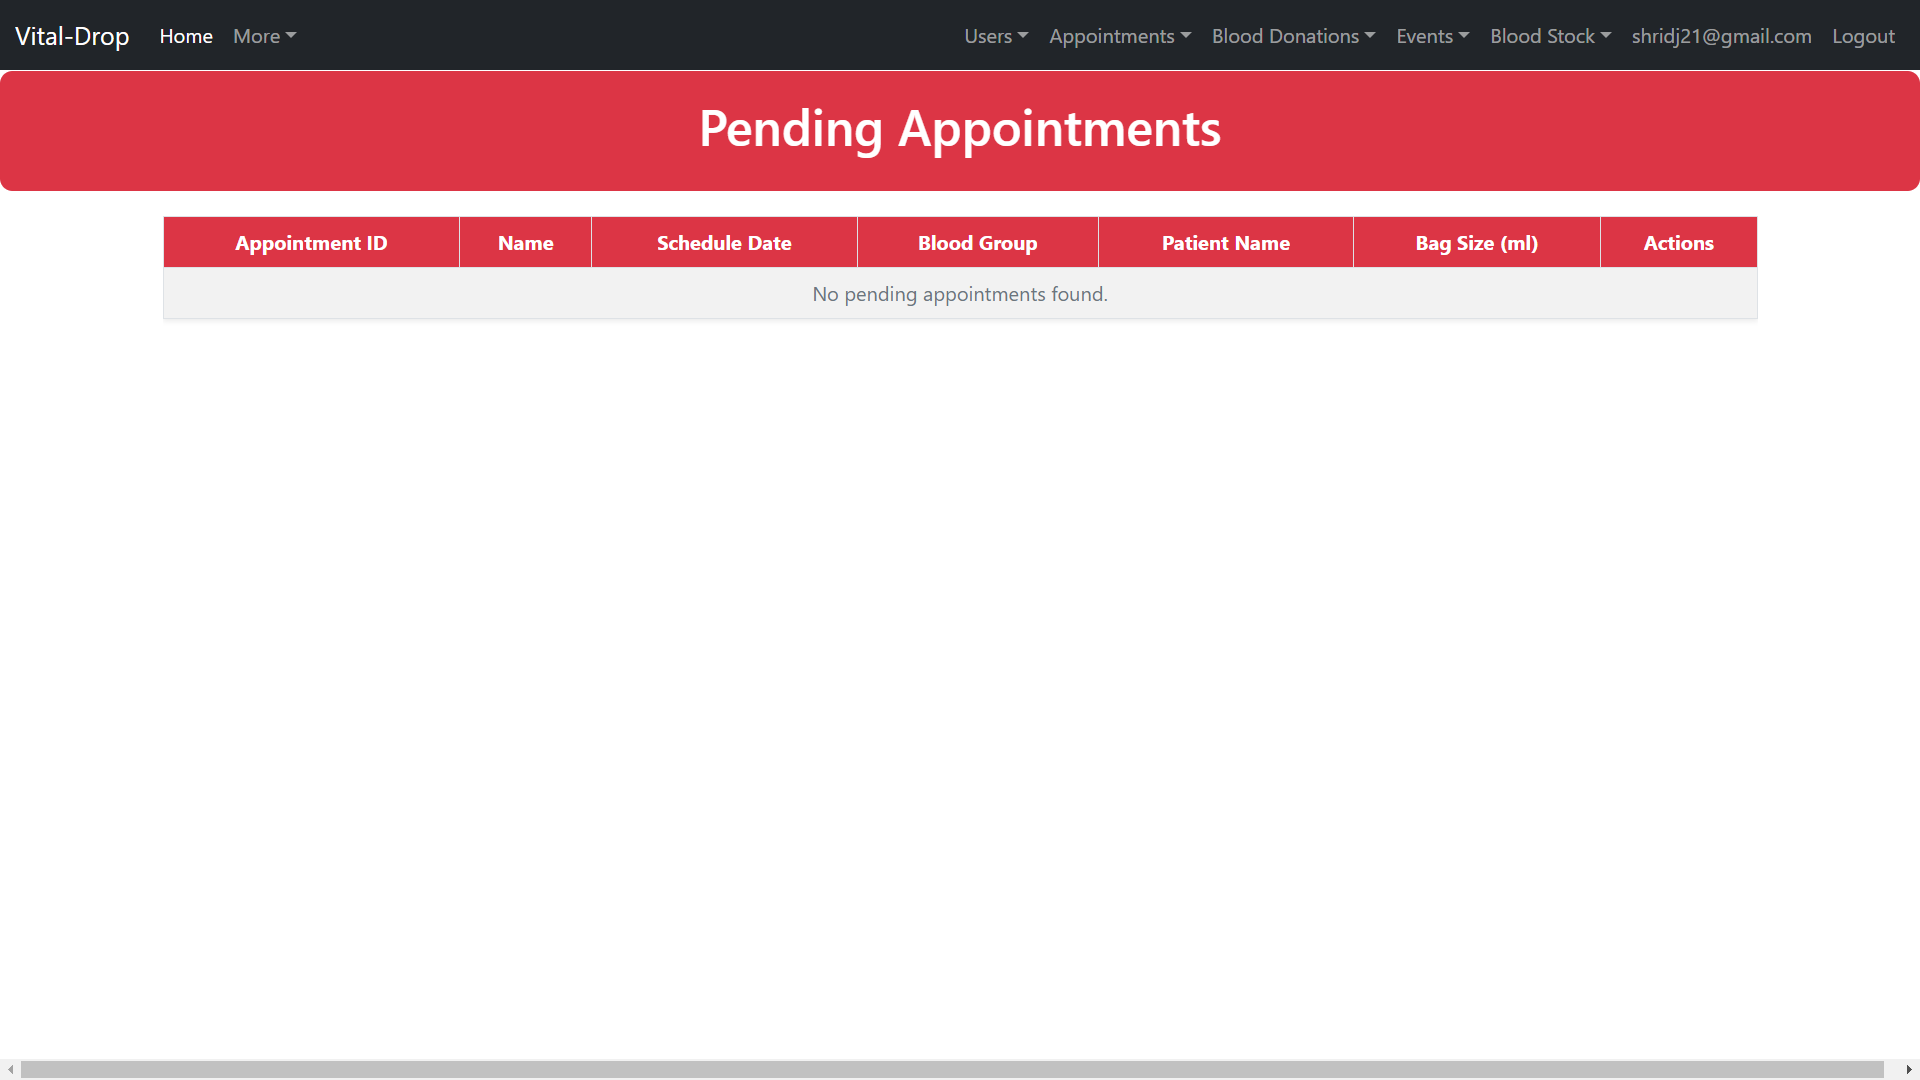 Vital-Drop Home More Users Appointments Blood Donations Events Blood Stock shridj21@gmail.com Logout
Pending Appointments
Appointment ID Name Schedule Date Blood Group Patient Name Bag Size (ml) Actions
No pending appointments found.